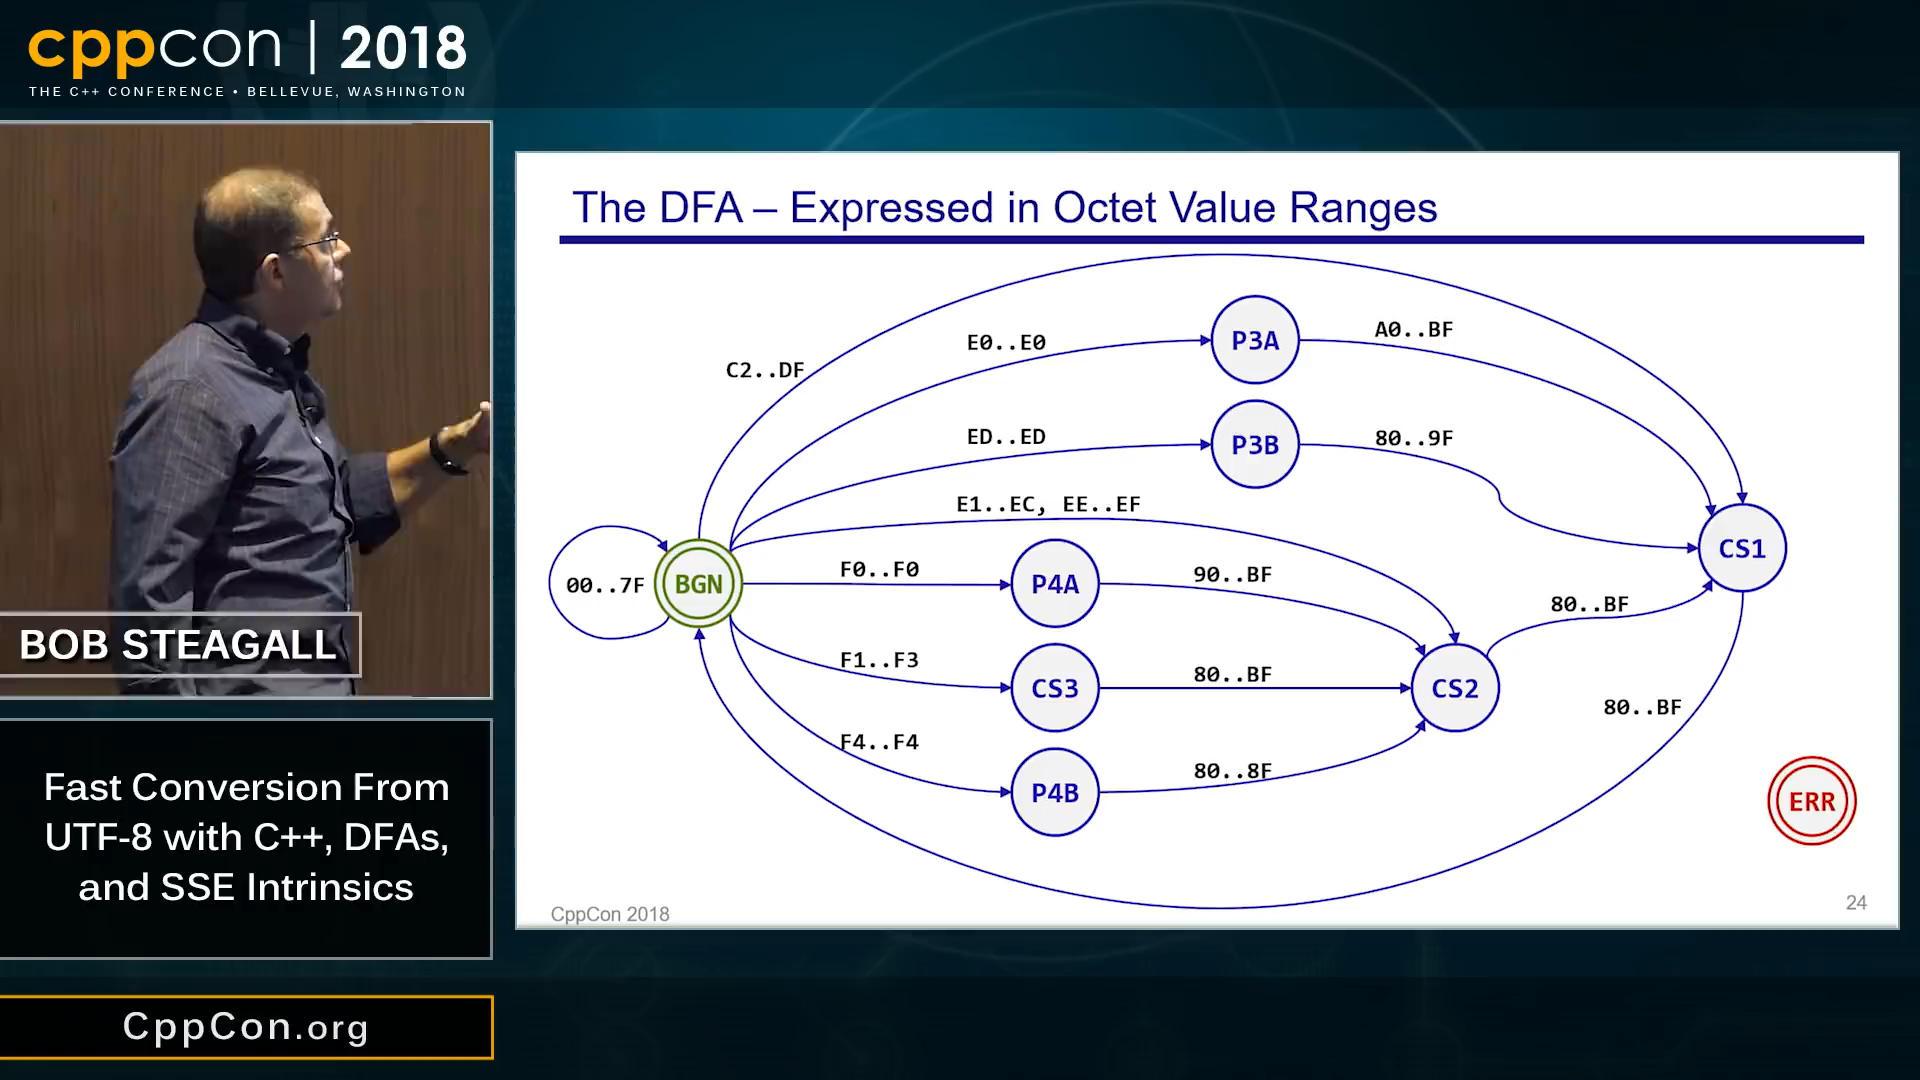 cppcon | 2018
THE C++ CONFERENCE • BELLEVUE, WASHINGTON
BOB STEAGALL
Fast Conversion From
UTF-8 with C++, DFAs,
and SSE Intrinsics
CppCon.org
The DFA – Expressed in Octet Value Ranges
C2..DF
E0..E0
P3A
A0..BF
ED..ED
P3B
80..9F
E1..EC, EE..EF
CS1
00..7F
BGN
F0..F0
P4A
90..BF
80..BF
F1..F3
CS3
80..BF
CS2
80..BF
F4..F4
P4B
80..8F
ERR
CppCon 2018
24